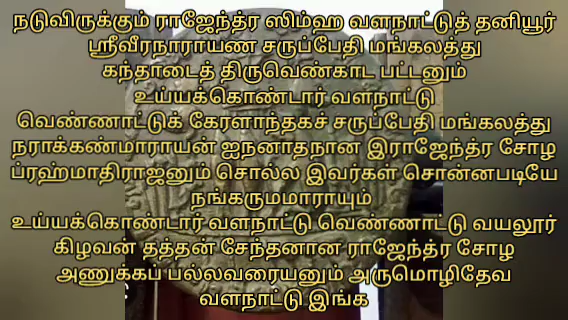 நடுவிருக்கும் ராஜேந்த்ர ஸிம்ஹ வளநாட்டுத் தனியூர்
ஸ்ரீவீரநாராயண சருப்பேதி மங்கலத்து
கந்தாடைத் திருவெண்காட பட்டனும்
உய்யக்கொண்டார் வளநாட்டு
வெண்ணாட்டுக் கேரளாந்தகச் சருப்பேதி மங்கலத்து
நராக்கண்மாராயன் ஐநனாதநான இராஜேந்த்ர சோழ
ப்ரஹ்மாதிராஜனும் சொல்ல இவர்கள் சொன்னபடியே
நங்கருமமாராயும்
உய்யக்கொண்டார் வளநாட்டு வெண்ணாட்டு வயலூர்
கிழவன் தத்தன் சேந்தனான ராஜேந்த்ர சோழ
அணுக்கப் பல்லவரையனும் அருமொழிதேவ
வளநாட்டு இங்க